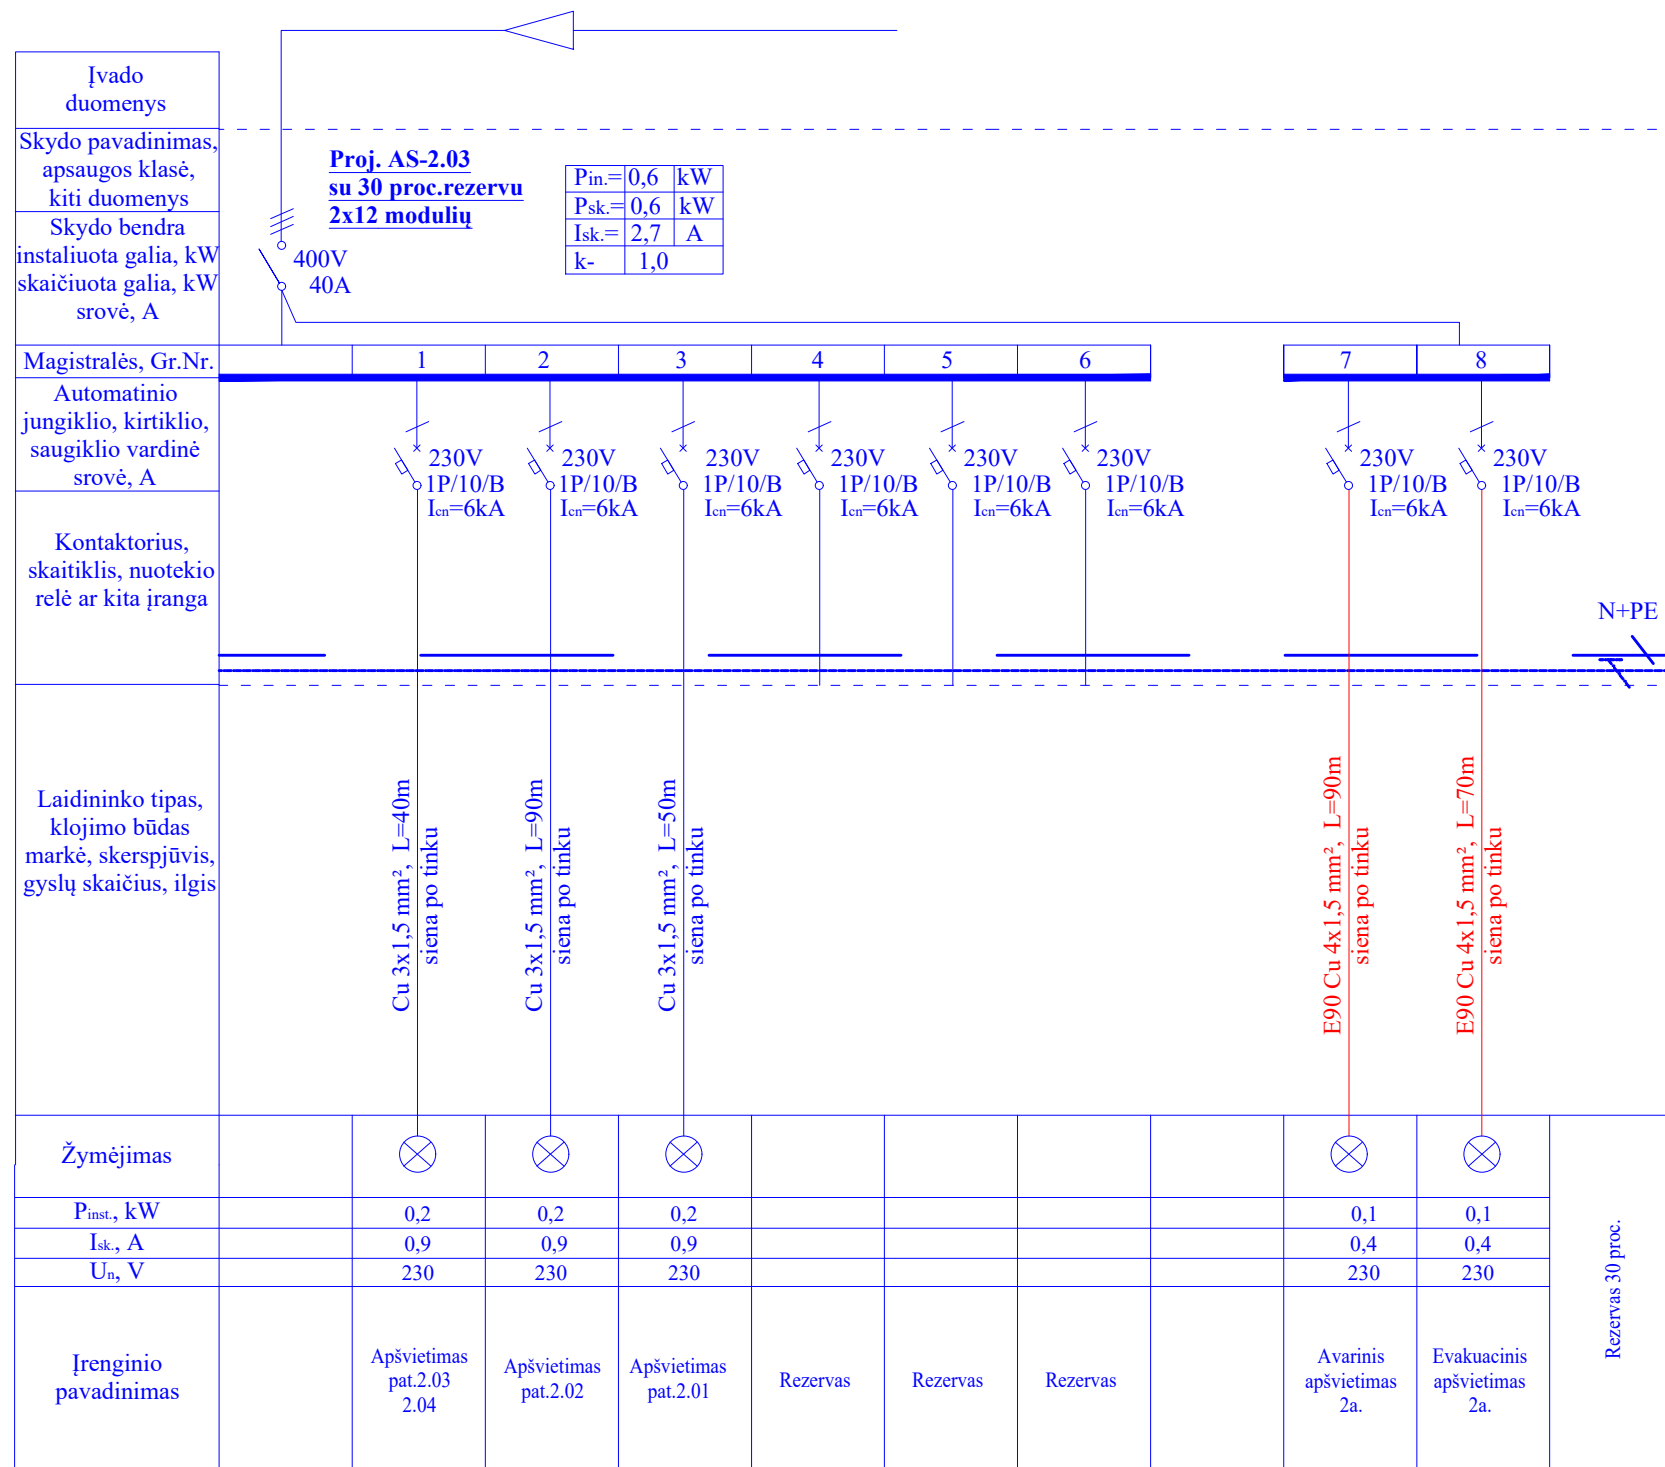 Įvado
duomenys
Skydo pavadinimas,
apsaugos klasė,
kiti duomenys
Proj. AS-2.03
su 30 proc.rezervu
2x12 modulių
Pin.= 0,6 kW
Psk.= 0,6 kW
Isk.= 2,7 A
k- 1,0
Skydo bendra
instaliuota galia, kW
skaičiuota galia, kW
srovė, A
400V
40A
Magistralės, Gr.Nr. 1 2 3 4 5 6 7 8
Automatinio
jungiklio, kirtiklio,
saugiklio vardinė
srovė, A
230V 230V 230V 230V 230V 230V 230V 230V
1P/10/B 1P/10/B 1P/10/B 1P/10/B 1P/10/B 1P/10/B 1P/10/B 1P/10/B
Icn=6kA Icn=6kA Icn=6kA Icn=6kA Icn=6kA Icn=6kA Icn=6kA Icn=6kA
Kontaktorius,
skaitiklis, nuotekio
relė ar kita įranga
N+PE
Laidininko tipas,
klojimo būdas
markė, skerspjūvis,
gyslų skaičius, ilgis
Cu 3x1,5 mm², L=40m
siena po tinku
Cu 3x1,5 mm², L=90m
siena po tinku
Cu 3x1,5 mm², L=50m
siena po tinku
E90 Cu 4x1,5 mm², L=90m
siena po tinku
E90 Cu 4x1,5 mm², L=70m
siena po tinku
Žymėjimas
Pinst., kW 0,2 0,2 0,2 0,1 0,1
Isk., A 0,9 0,9 0,9 0,4 0,4
Un, V 230 230 230 230 230
Įrenginio
pavadinimas
Apšvietimas
pat.2.03
2.04
Apšvietimas
pat.2.02
Apšvietimas
pat.2.01
Rezervas
Rezervas
Rezervas
Avarinis
apšvietimas
2a.
Evakuacinis
apšvietimas
2a.
Rezervas 30 proc.